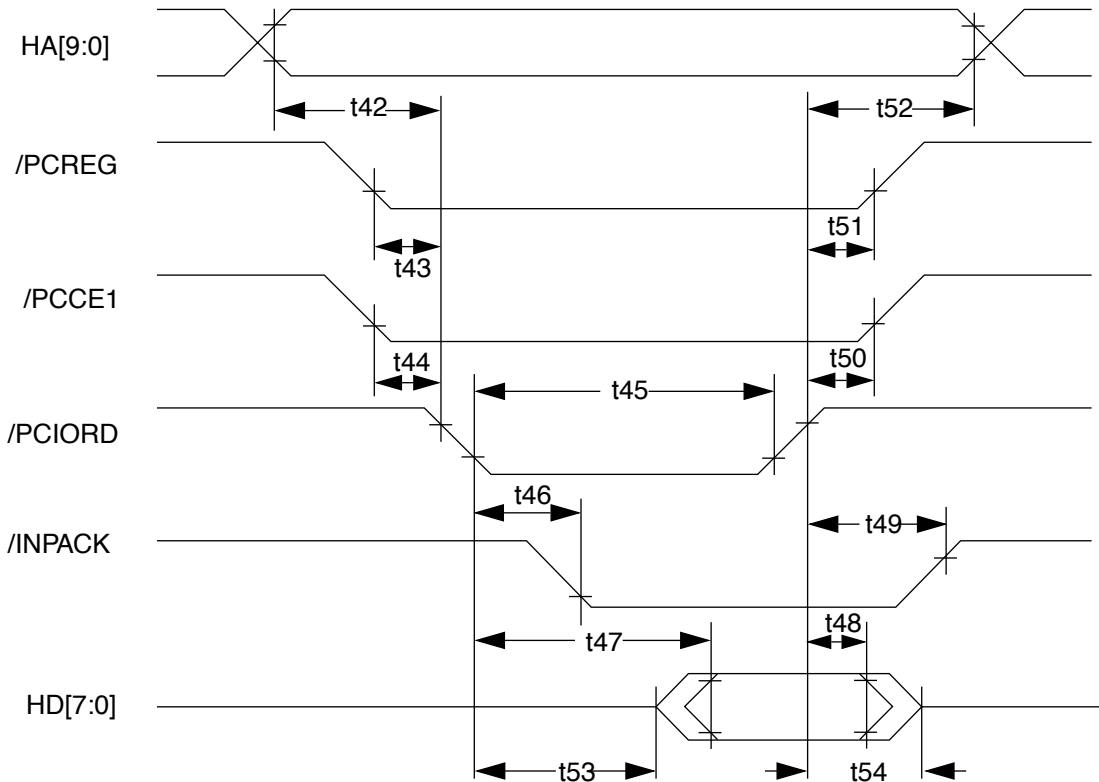 HA[9:0]
t42
t52
/PCREG
t43
t51
/PCCE1
t44
t50
t45
/PCIORD
t46
t49
/INPACK
t47
t48
HD[7:0]
t53
t54